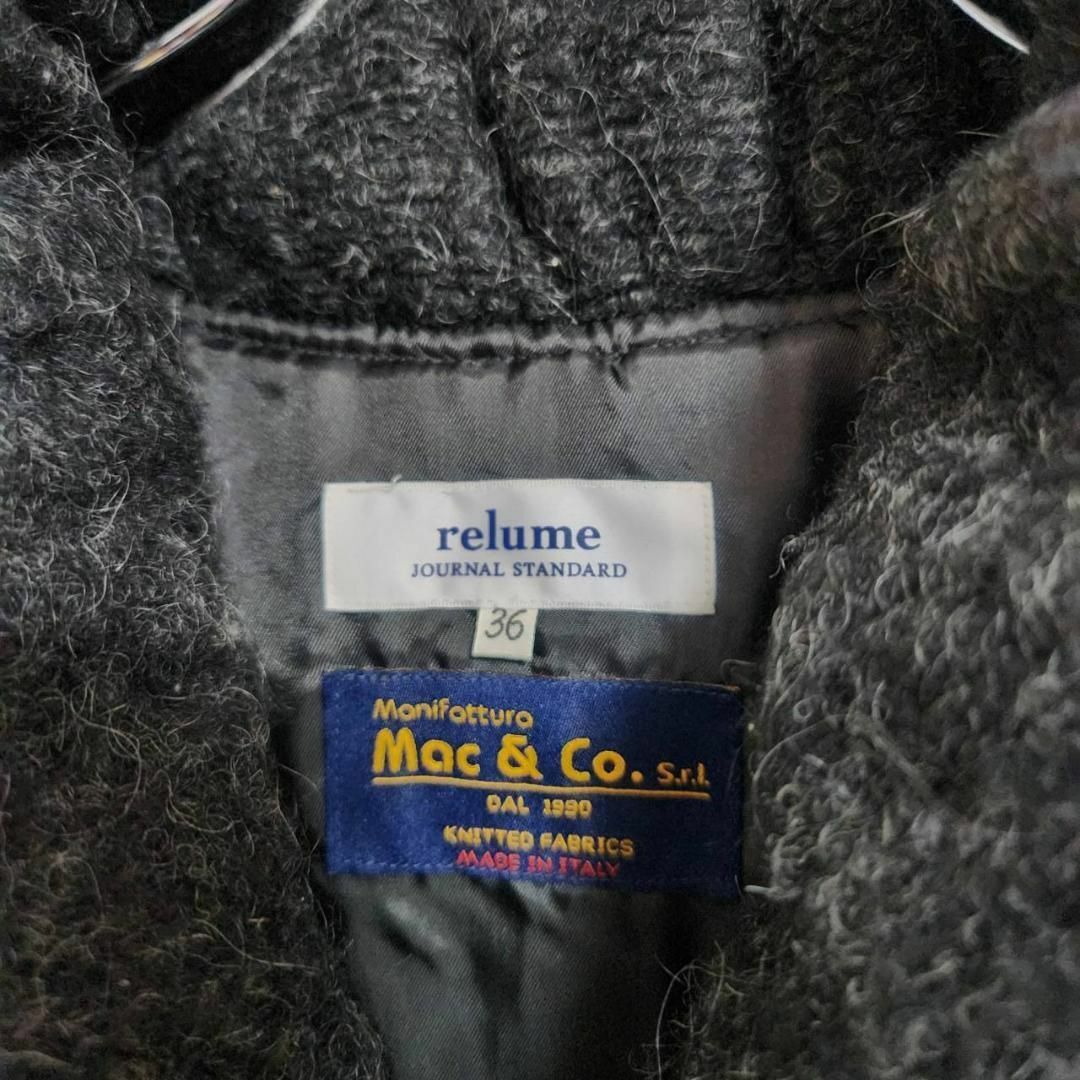 relume
JOURNAL STANDARD
36
Manifattura
Mac & Co. S.r.l.
DAL 1990
KNITTED FABRICS
MADE IN ITALY